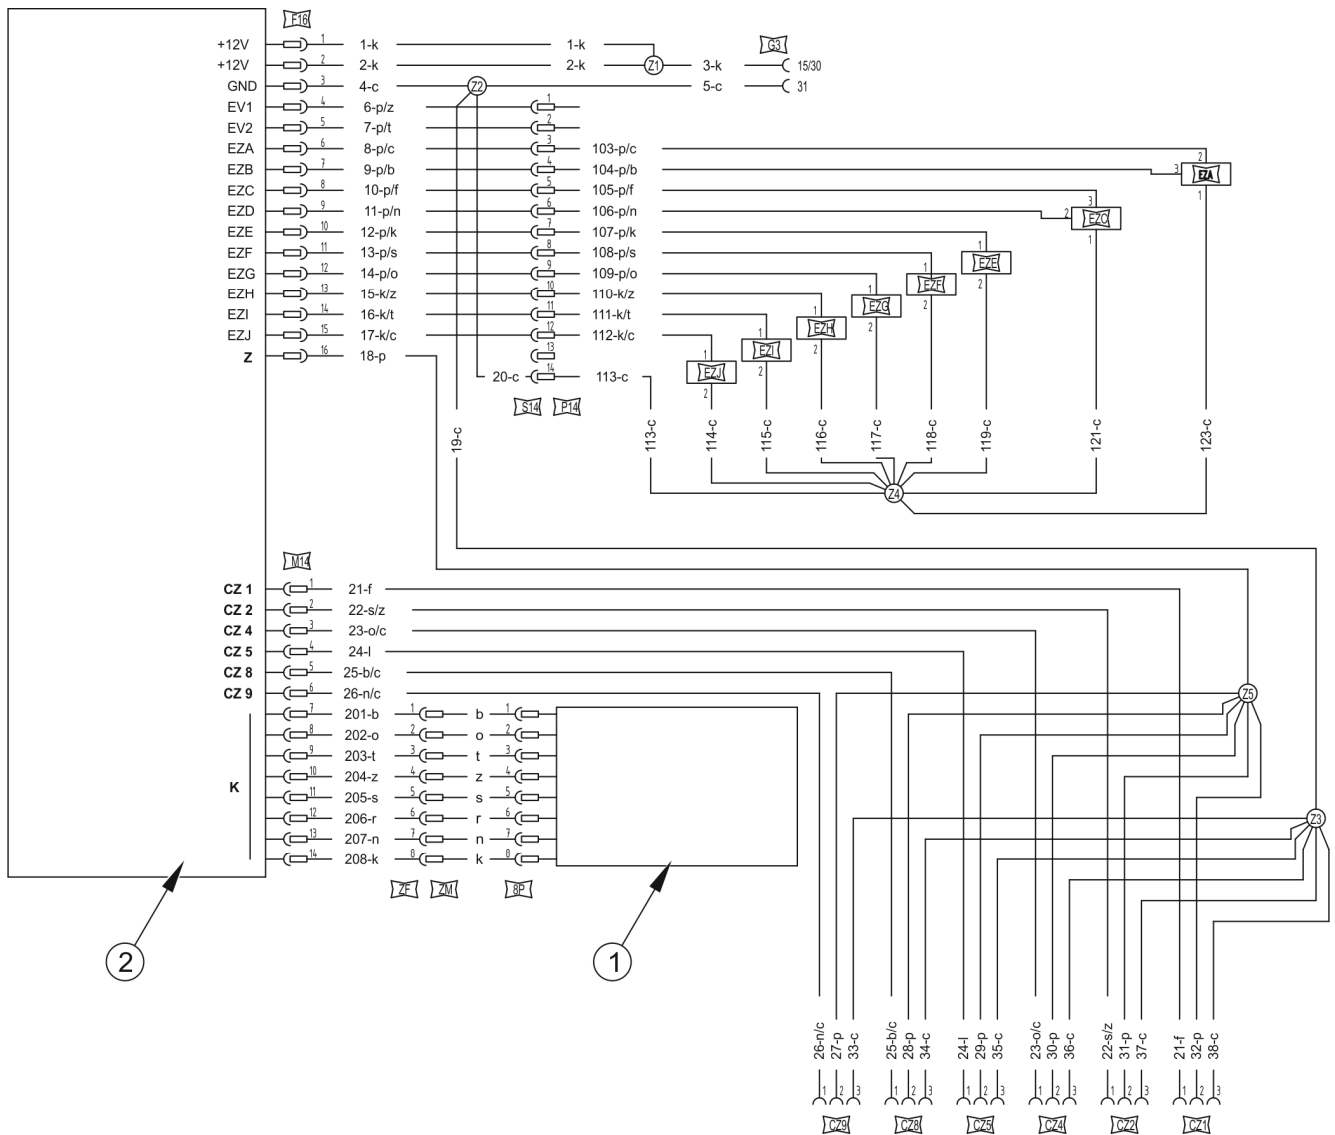 F16
+12V 1 1-k 1-k G3
+12V 2 2-k 2-k Z1 3-k 15/30
GND 3 4-c Z2 5-c 31
EV1 4 6-p/z 1
EV2 5 7-p/t 2
EZA 6 8-p/c 3 103-p/c 2
EZB 7 9-p/b 4 104-p/b 3 EZA
EZC 8 10-p/f 5 105-p/f 3 1
EZD 9 11-p/n 6 106-p/n 2 EZC
EZE 10 12-p/k 7 107-p/k 1 1
EZF 11 13-p/s 8 108-p/s 1 EZE
EZG 12 14-p/o 9 109-p/o 1 EZF 2
EZH 13 15-k/z 10 110-k/z 1 EZG 2
EZI 14 16-k/t 11 111-k/t 1 EZH 2
EZJ 15 17-k/c 12 112-k/c 1 EZI 2
Z 16 18-p 13 1 EZJ 2
20-c 14 113-c 2
S14 P14
19-c 113-c 114-c 115-c 116-c 117-c 118-c 119-c 121-c 123-c
Z4
M14
CZ 1 1 21-f
CZ 2 2 22-s/z
CZ 4 3 23-o/c
CZ 5 4 24-l
CZ 8 5 25-b/c
CZ 9 6 26-n/c Z5
7 201-b 1 b 1
8 202-o 2 o 2
9 203-t 3 t 3
10 204-z 4 z 4
K
11 205-s 5 s 5
12 206-r 6 r 6 Z3
13 207-n 7 n 7
14 208-k 8 k 8
ZF ZM 8P
2 1
26-n/c 27-p 33-c 25-b/c 28-p 34-c 24-l 29-p 35-c 23-o/c 30-p 36-c 22-s/z 31-p 37-c 21-f 32-p 38-c
1 2 3 1 2 3 1 2 3 1 2 3 1 2 3 1 2 3
CZ9 CZ8 CZ5 CZ4 CZ2 CZ1